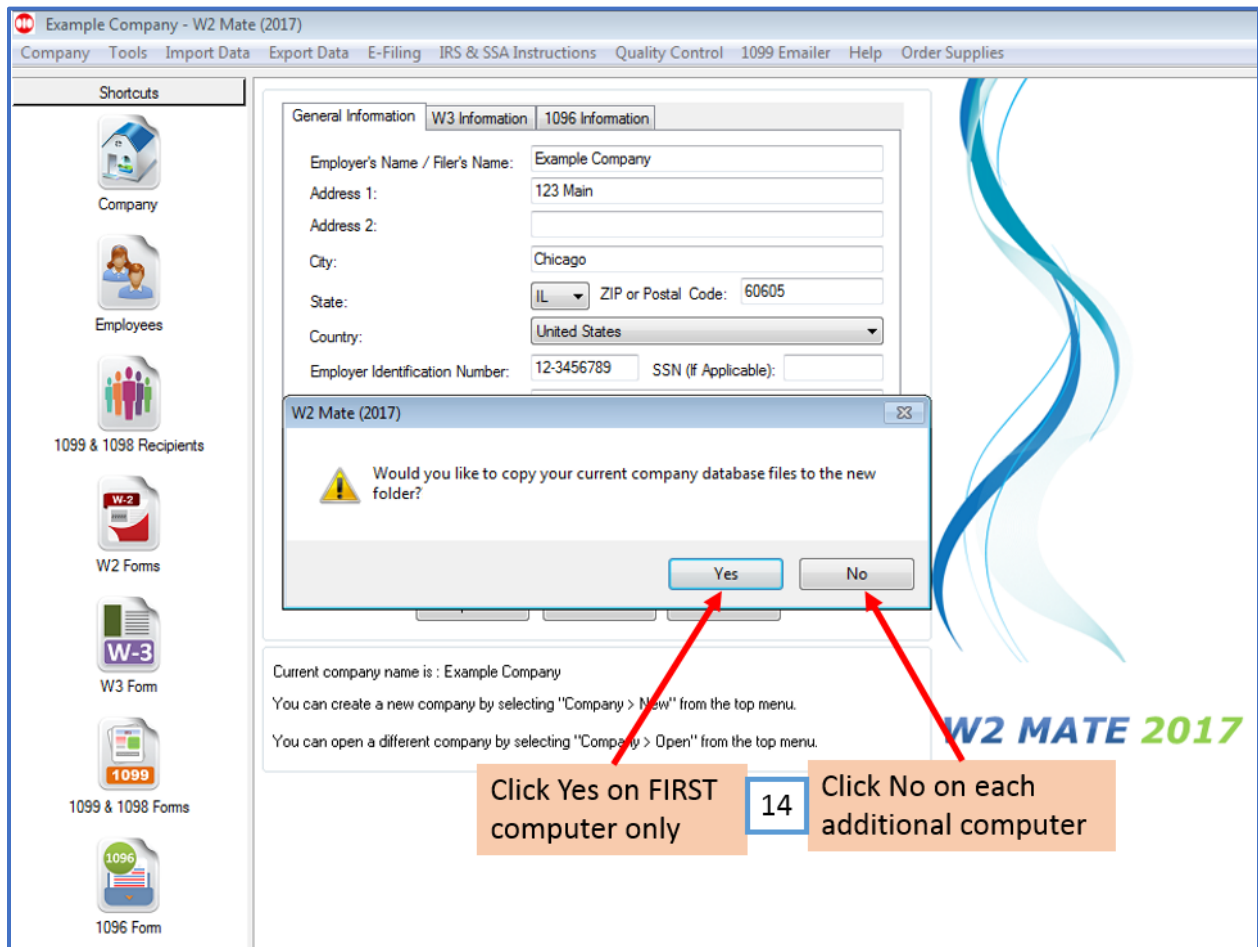 Example Company - W2 Mate (2017)
Company Tools Import Data Export Data E-Filing IRS & SSA Instructions Quality Control 1099 Emailer Help Order Supplies
Shortcuts
Company
Employees
1099 & 1098 Recipients
W-2
W2 Forms
W-3
W3 Form
1099
1099 & 1098 Forms
1096
1096 Form
General Information W3 Information 1096 Information
Employer's Name / Filer's Name: Example Company
Address 1: 123 Main
Address 2:
City: Chicago
State: IL ZIP or Postal Code: 60605
Country: United States
Employer Identification Number: 12-3456789 SSN (If Applicable):
W2 Mate (2017)
Would you like to copy your current company database files to the new
folder?
Yes No
Current company name is : Example Company
You can create a new company by selecting "Company > New" from the top menu.
You can open a different company by selecting "Company > Open" from the top menu.
W2 MATE 2017
Click Yes on FIRST
computer only
14
Click No on each
additional computer